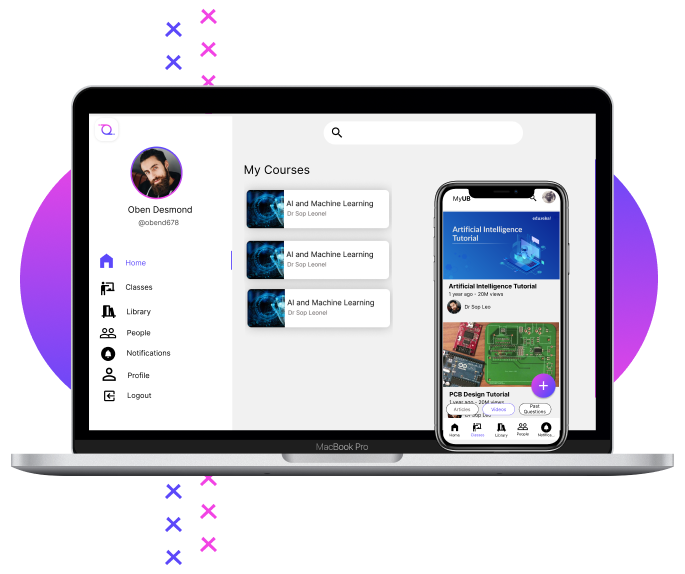 Oben Desmond
@obend678
Home
Classes
Library
People
Notifications
Profile
Logout
My Courses
AI and Machine Learning
Dr Sop Leonel
AI and Machine Learning
Dr Sop Leonel
AI and Machine Learning
Dr Sop Leonel
MacBook Pro
MyUB
edureka!
Artificial Intelligence
Tutorial
Artificial Intelligence Tutorial
1 year ago - 20M views
Dr Sop Leo
PCB Design Tutorial
1 year ago - 20M views
Dr Sop Leo
Articles
Videos
Past
Questions
Home
Classes
Library
People
Notifica...